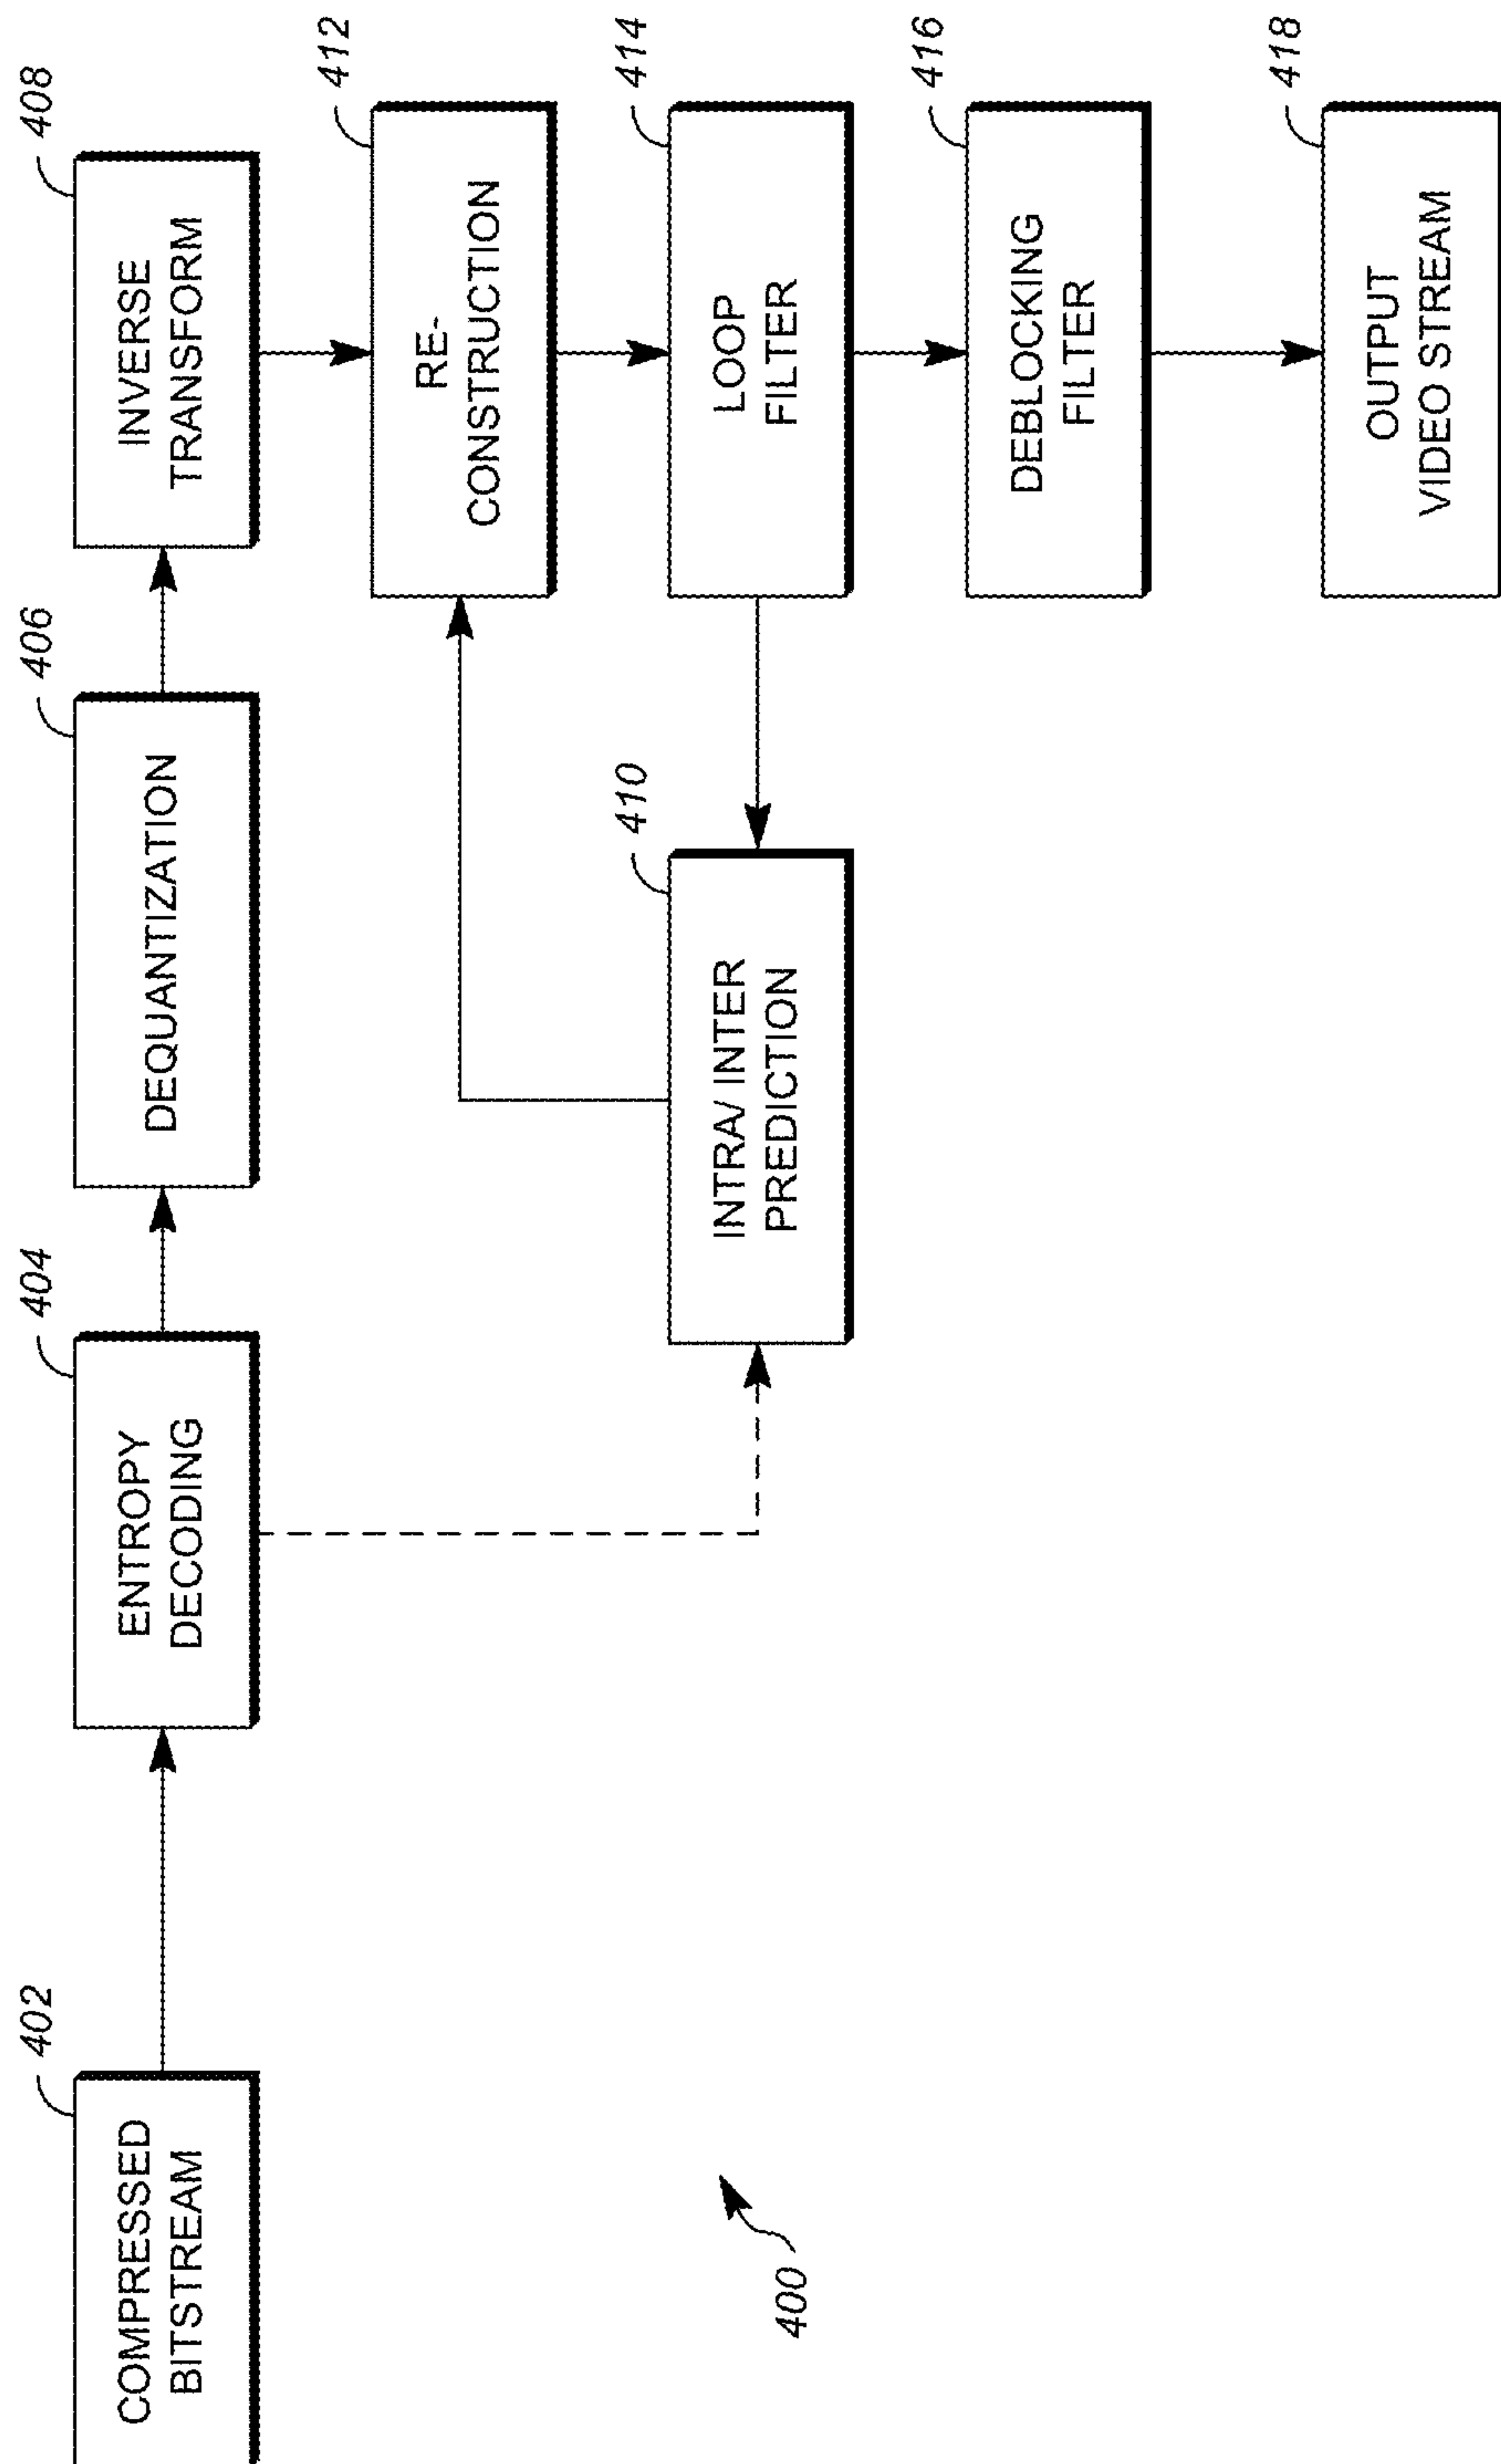 402
COMPRESSED
BITSTREAM
404
ENTROPY
DECODING
406
DEQUANTIZATION
408
INVERSE
TRANSFORM
412
RE-
CONSTRUCTION
410
INTRA/ INTER
PREDICTION
414
LOOP
FILTER
416
DEBLOCKING
FILTER
418
OUTPUT
VIDEO STREAM
400